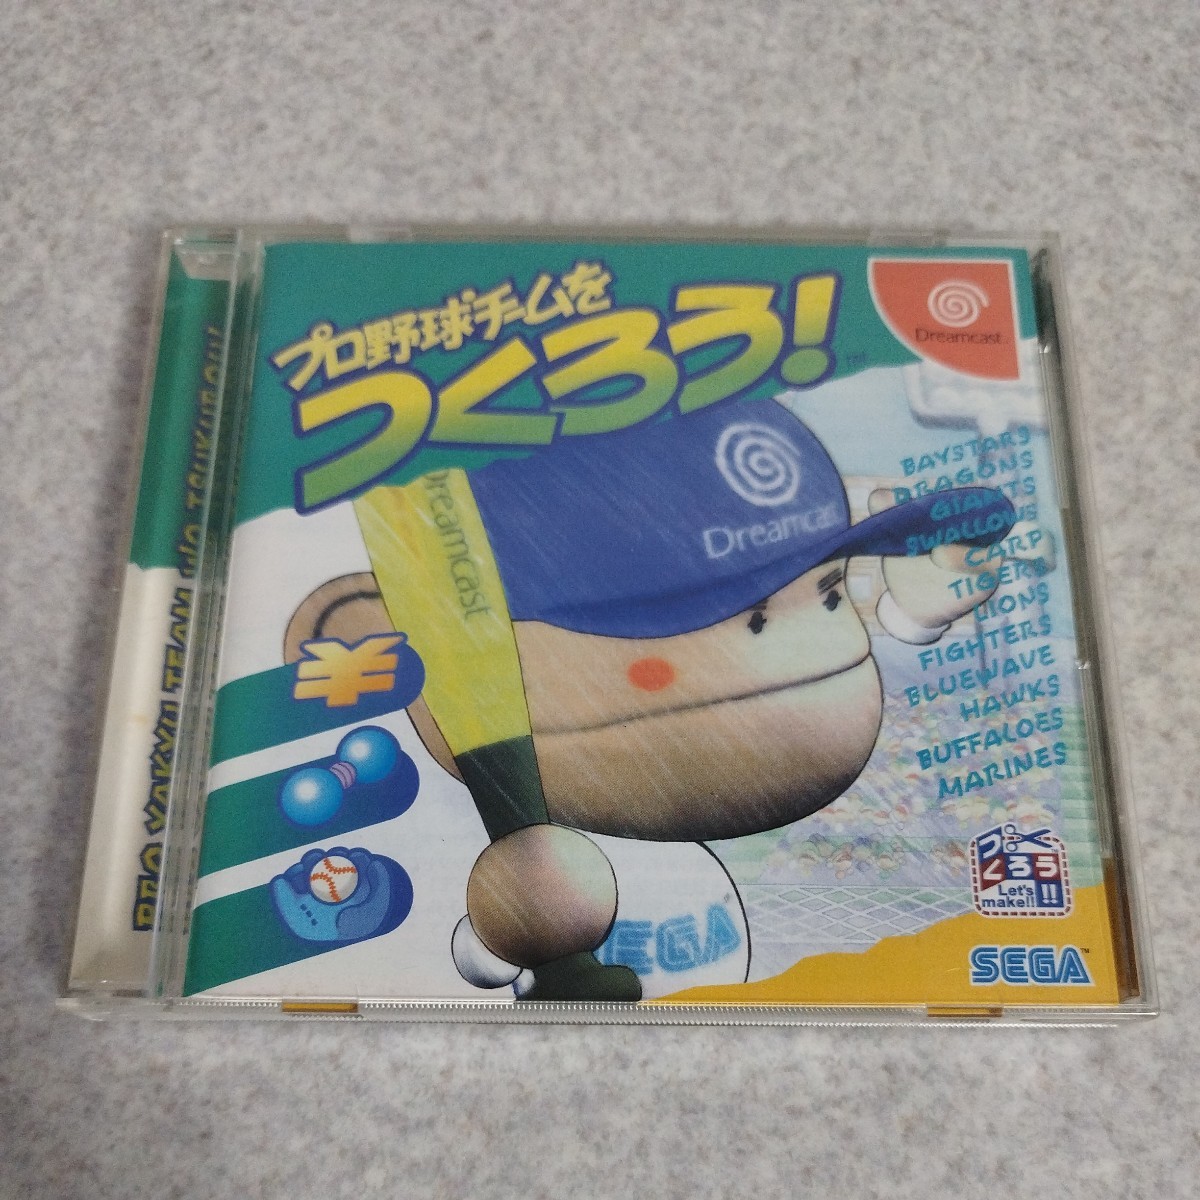 プロ野球チームを
つくろう!
TM
Dreamcast
Dreamcast
Dreamcast
BAYSTARS
DRAGONS
GIANTS
SWALLOWS
CARP
TIGERS
LIONS
FIGHTERS
BLUEWAVE
HAWKS
BUFFALOES
MARINES
¥
SEGA
つくろう!!
Let's
make!!
SEGA
TM
PRO YAKYU TEAM WO TSUKUROU!